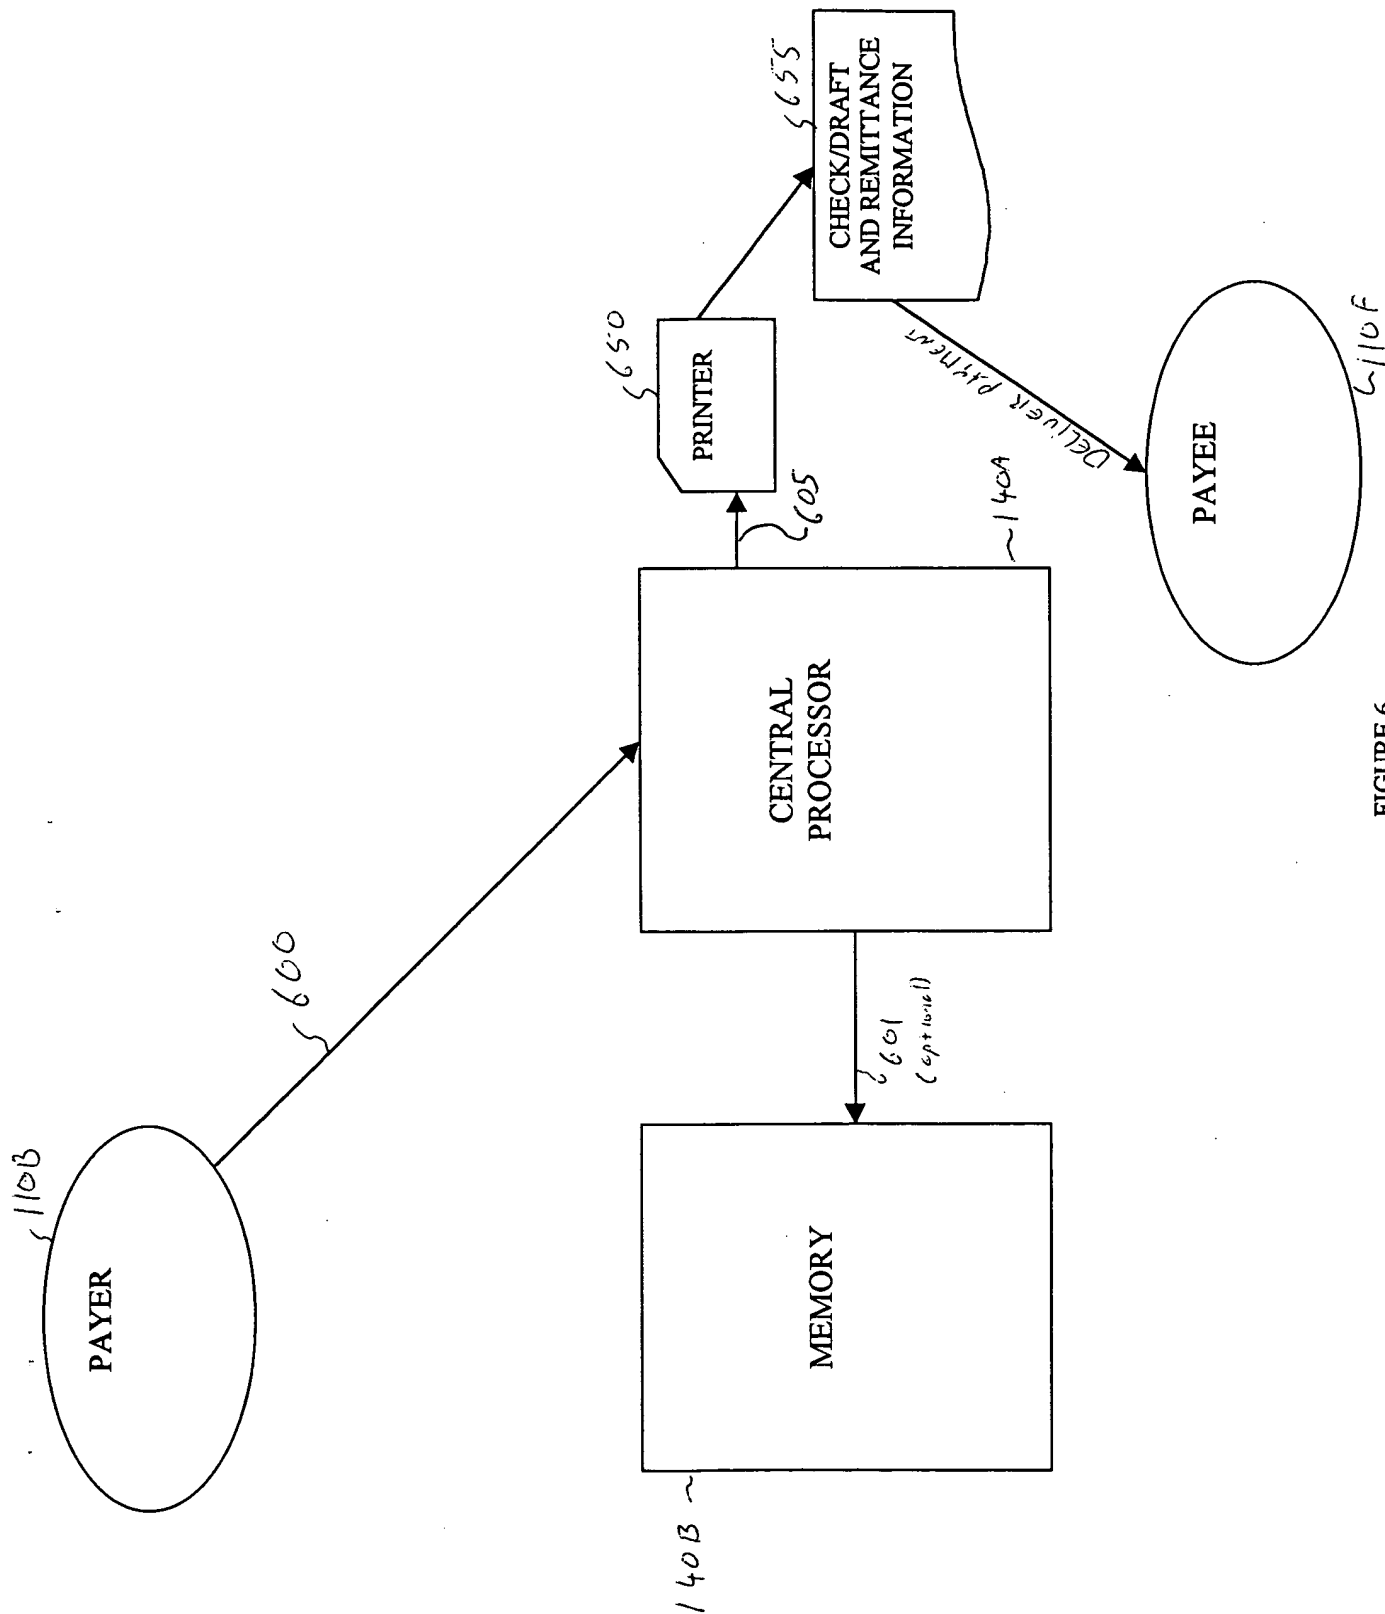 110B
PAYER
600
655
CHECK/DRAFT
AND REMITTANCE
INFORMATION
650
PRINTER
605
DELIVER PAYMENT
140B
MEMORY
601
(optional)
CENTRAL
PROCESSOR
140A
PAYEE
110F
FIGURE 6